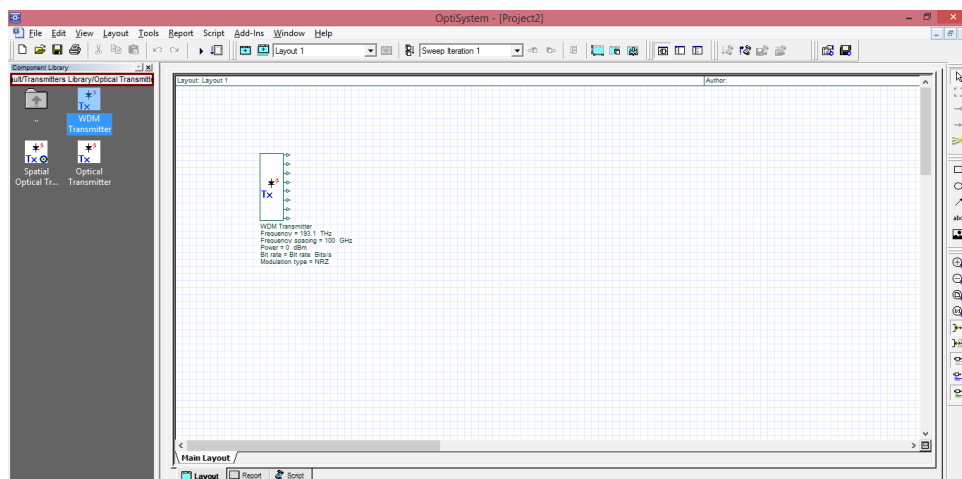 OptiSystem - [Project2]
File Edit View Layout Tools Report Script Add-Ins Window Help
Layout 1
Sweep Iteration 1
Component Library
ult/Transmitters Library/Optical Transmitt
..
WDM
Transmitter
Spatial
Optical Tr...
Optical
Transmitter
Layout: Layout 1
Author:
Tx
WDM Transmitter
Frequency = 193.1 THz
Frequency spacing = 100 GHz
Power = 0 dBm
Bit rate = Bit rate Bits/s
Modulation type = NRZ
Main Layout
Layout
Report
Script